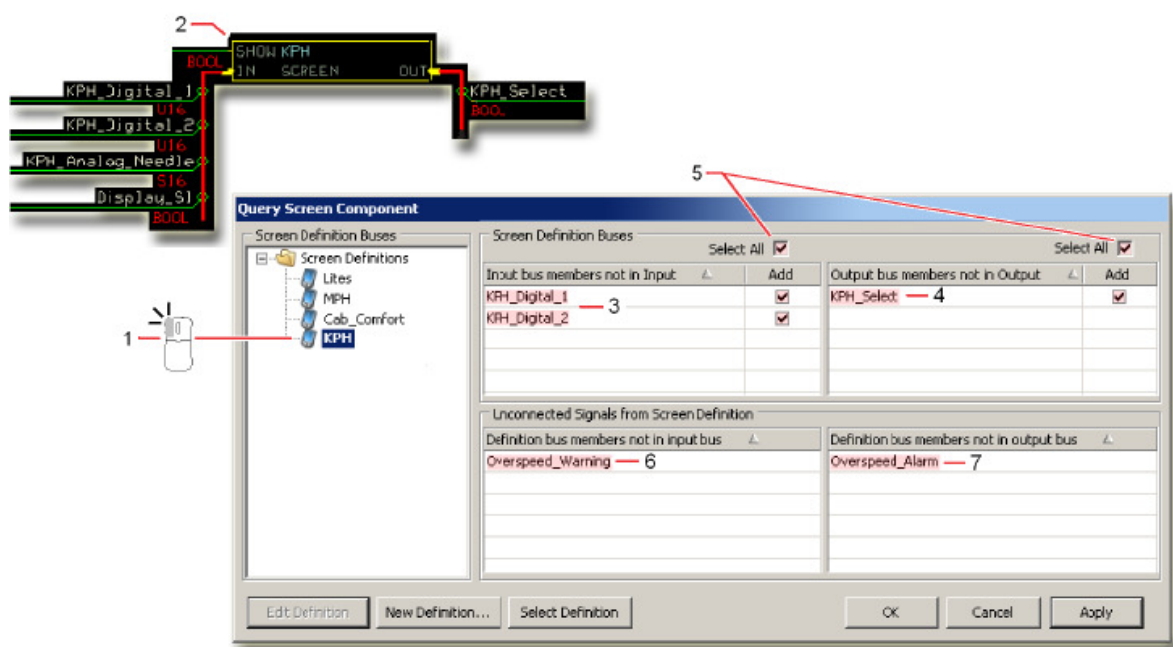 2
SHOW KPH
BOOL
IN SCREEN OUT
KPH_Digital_1
U16
KPH_Digital_2
U16
KPH_Analog_Needle
S16
Display_SI
BOOL
KPH_Select
BOOL
5
Query Screen Component
Screen Definition Buses
Screen Definitions
Lites
MPH
Cab_Comfort
KPH
1
Screen Definition Buses
Select All
Select All
Input bus members not in Input Add
Output bus members not in Output Add
KPH_Digital_1
3
KPH_Select
4
KPH_Digital_2
Unconnected Signals from Screen Definition
Definition bus members not in input bus
Definition bus members not in output bus
Overspeed_Warning
6
Overspeed_Alarm
7
Edit Definition
New Definition...
Select Definition
OK
Cancel
Apply